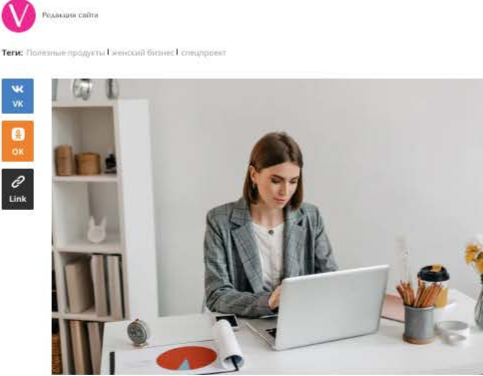 V
Редакция сайта
Теги: Полезные продукты | женский бизнес | спецпроект
VK
OK
Link